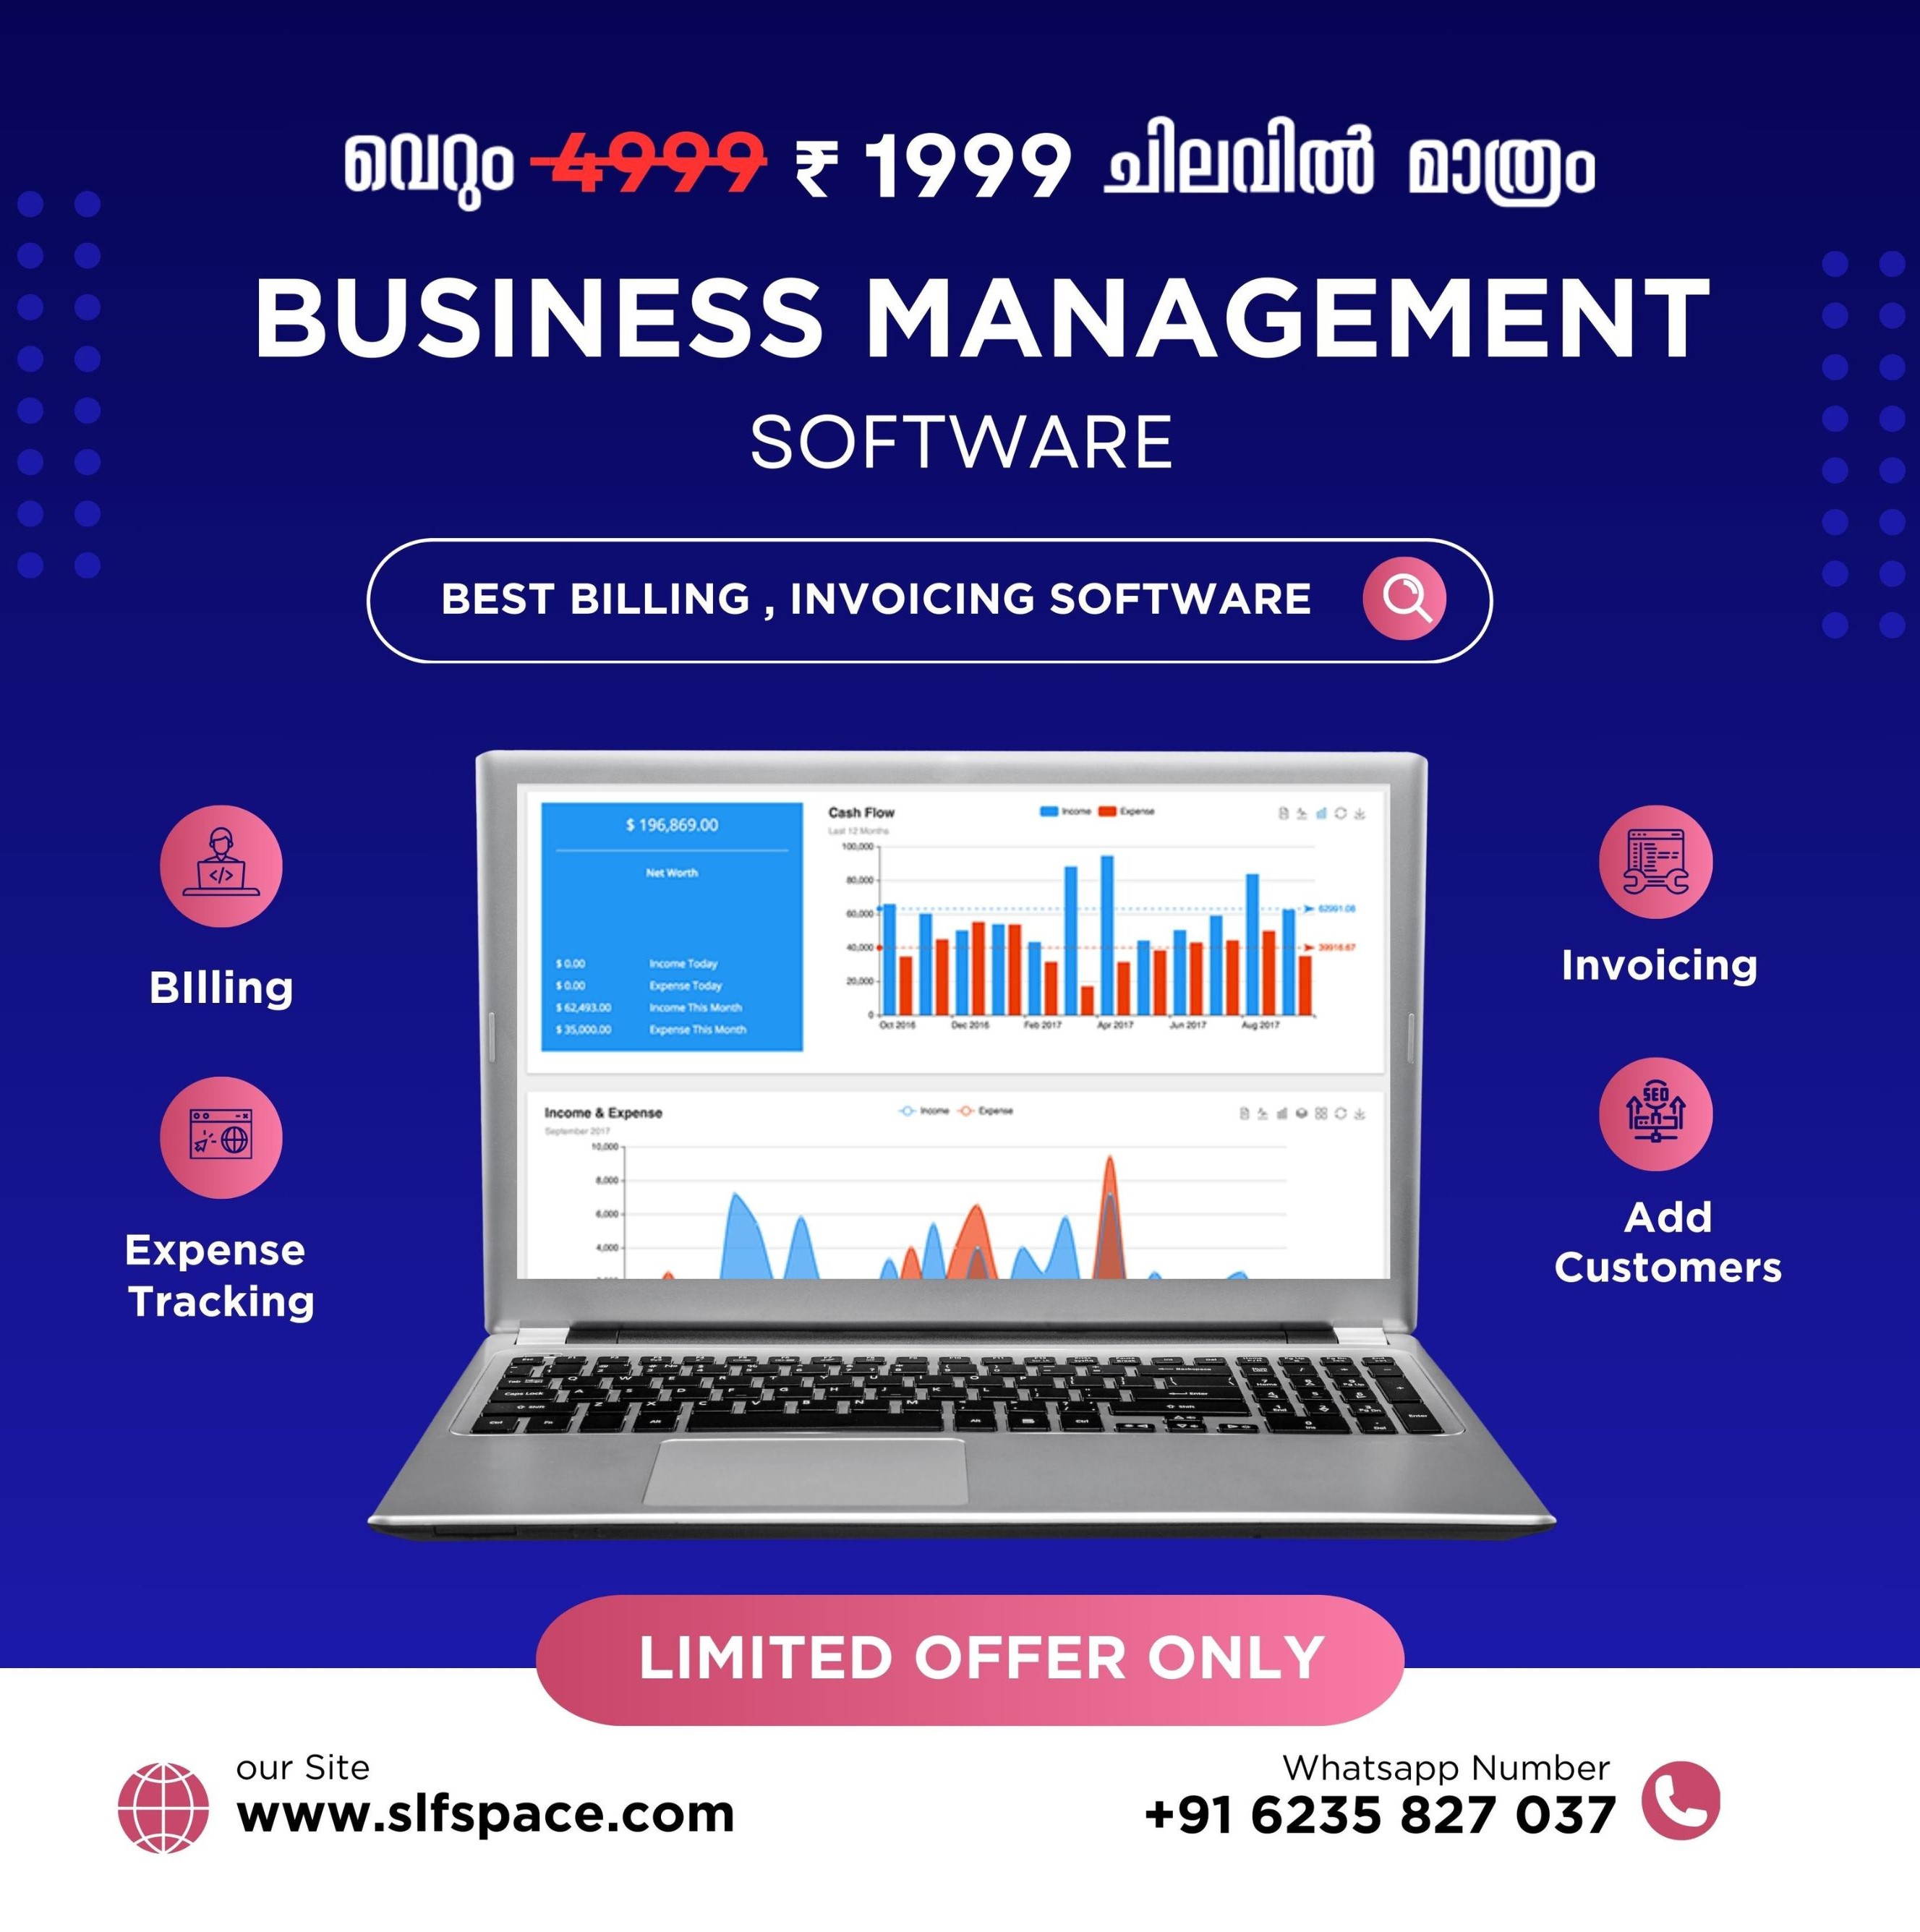 വെറും 4999 ₹ 1999 ചിലവിൽ മാത്രം
BUSINESS MANAGEMENT
SOFTWARE
BEST BILLING , INVOICING SOFTWARE
BIlling
Expense
Tracking
Invoicing
Add
Customers
SEO
$ 196,869.00
Net Worth
$ 0.00 Income Today
$ 0.00 Expense Today
$ 62,493.00 Income This Month
$ 35,000.00 Expense This Month
Cash Flow
Last 12 Months
Income Expense
100,000
80,000
60,000
40,000
20,000
0
62991.08
39918.67
Oct 2016 Dec 2016 Feb 2017 Apr 2017 Jun 2017 Aug 2017
Income & Expense
September 2017
Income Expense
10,000
8,000
6,000
4,000
LIMITED OFFER ONLY
our Site
www.slfspace.com
Whatsapp Number
+91 6235 827 037